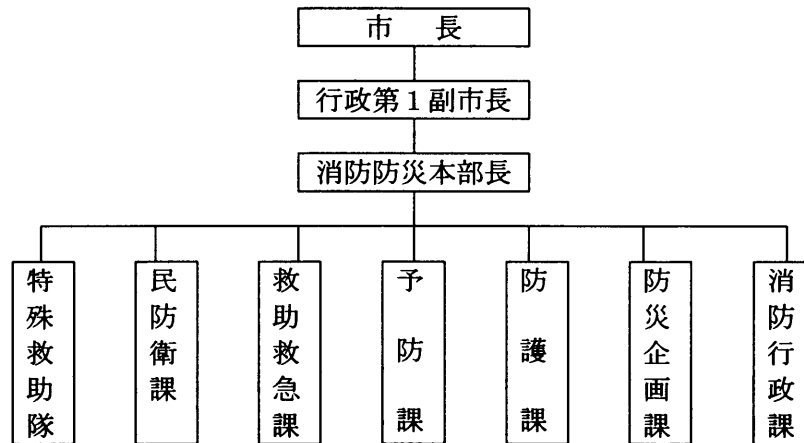 市長
行政第1副市長
消防防災本部長
特殊救助隊
民防衛課
救助救急課
予防課
防護課
防災企画課
消防行政課